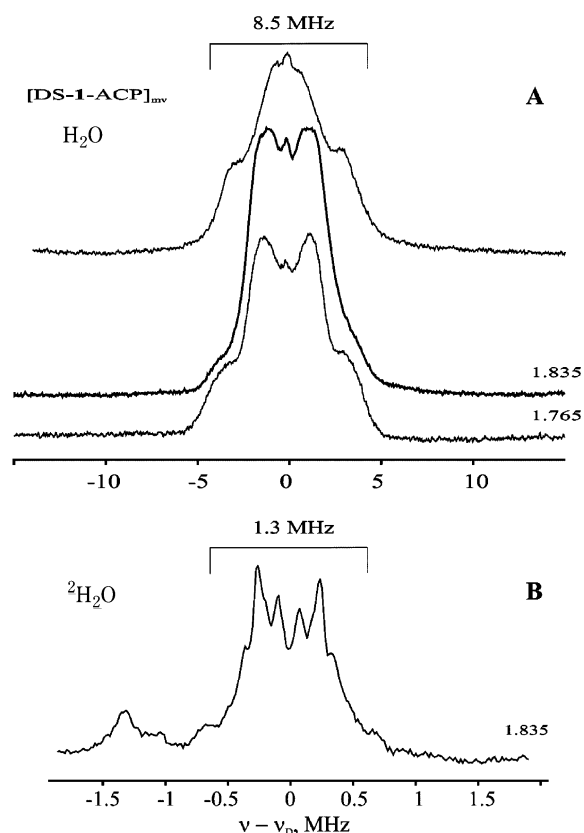 8.5 MHz
[DS-1-ACP]mv
A
H₂O
1.835
1.765
-10 -5 0 5 10
1.3 MHz
²H₂O
B
1.835
-1.5 -1 -0.5 0 0.5 1 1.5
ν – ν_D, MHz